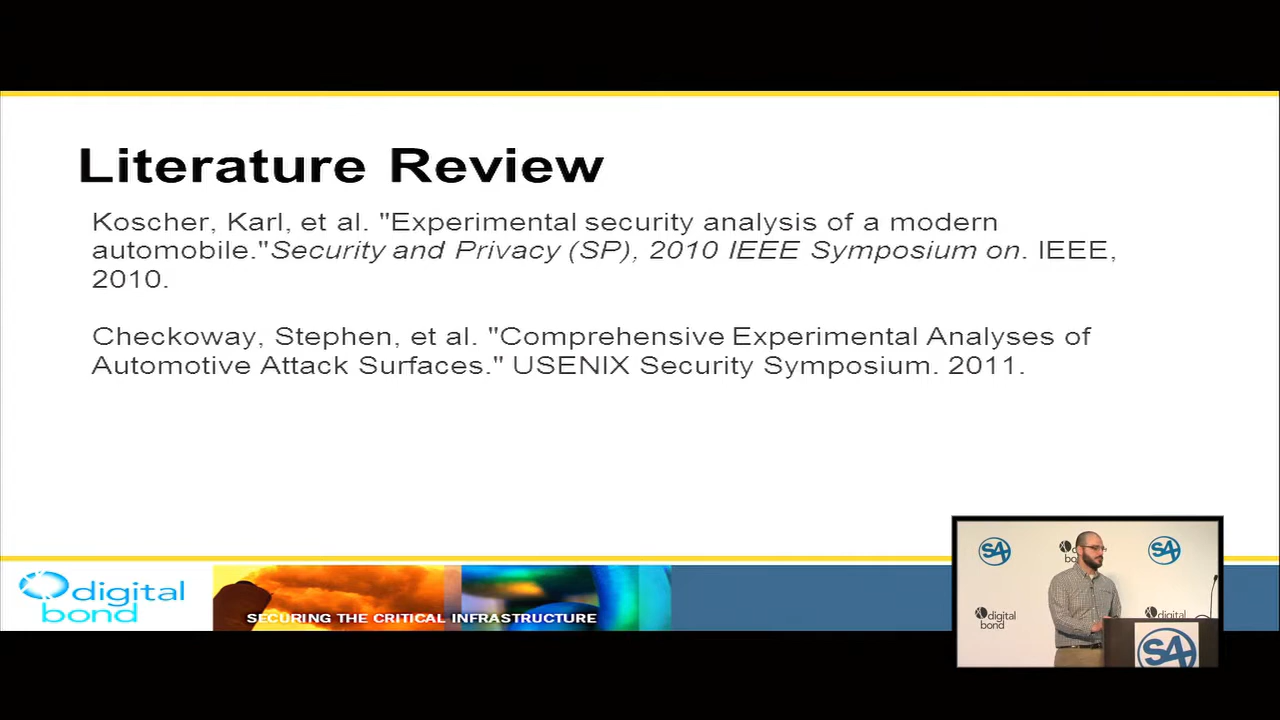 Literature Review
Koscher, Karl, et al. "Experimental security analysis of a modern
automobile."Security and Privacy (SP), 2010 IEEE Symposium on. IEEE,
2010.
Checkoway, Stephen, et al. "Comprehensive Experimental Analyses of
Automotive Attack Surfaces." USENIX Security Symposium. 2011.
digital
bond
SECURING THE CRITICAL INFRASTRUCTURE
S4
S4
digital
bond
digital
S4